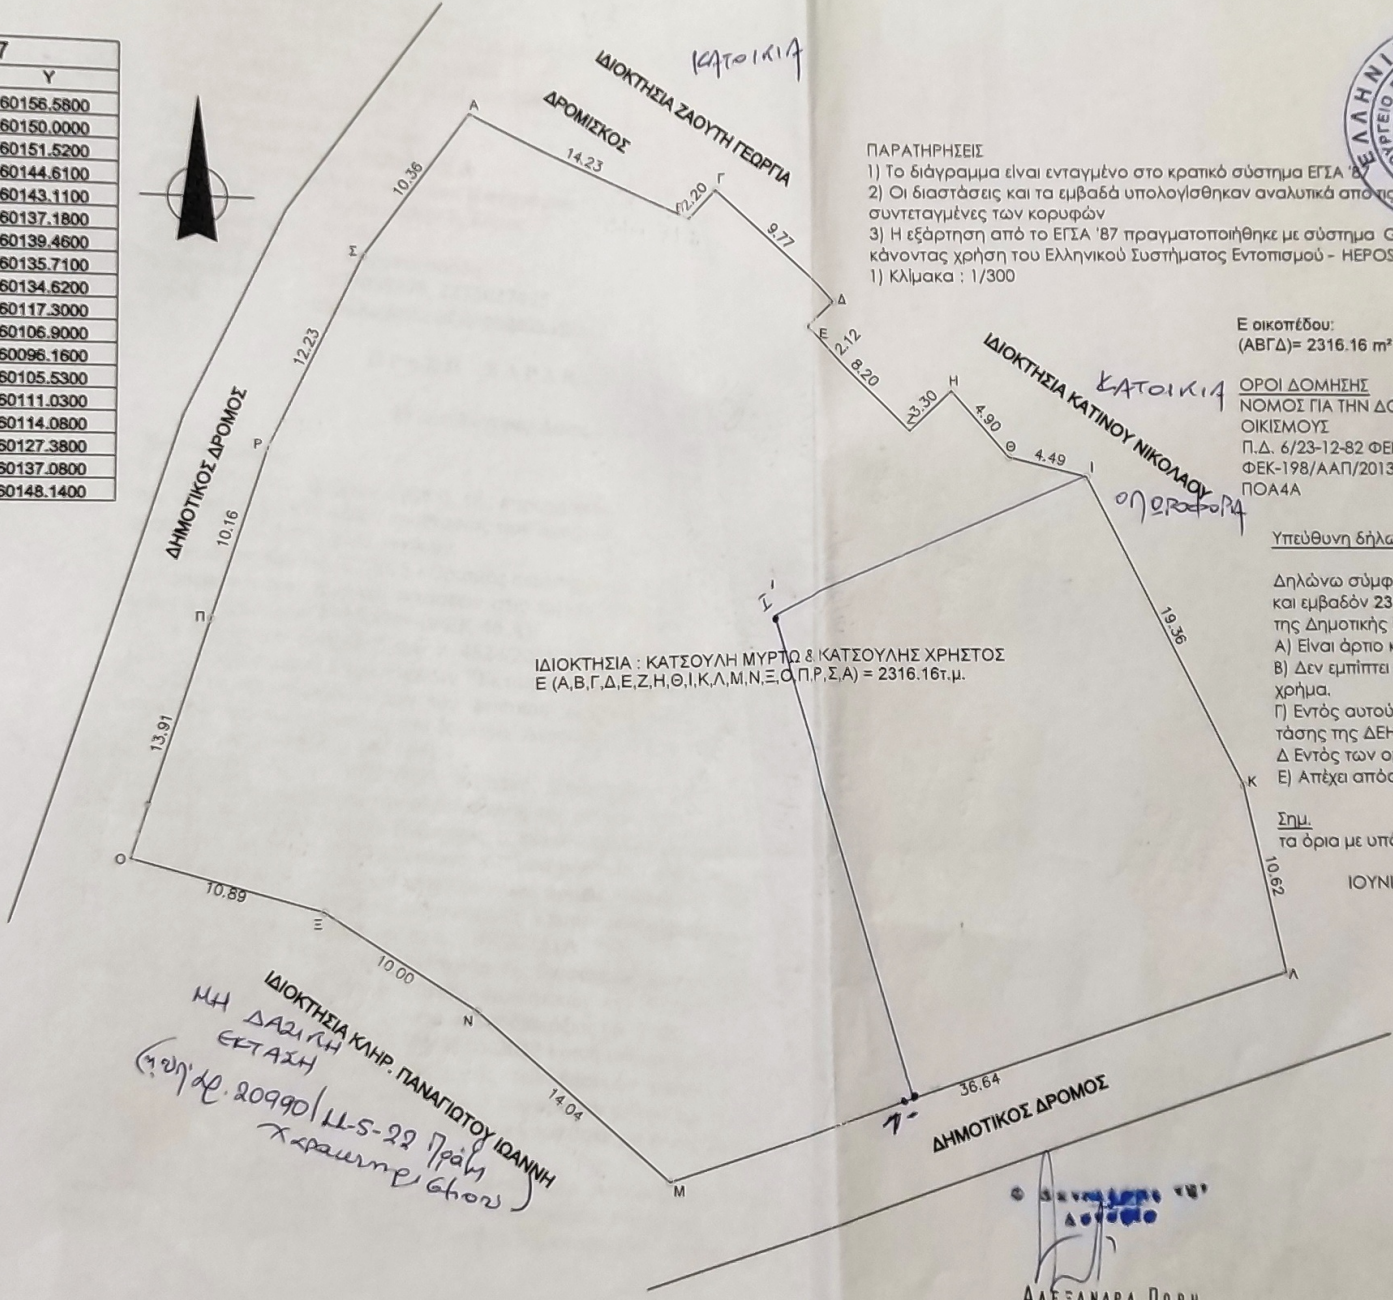 7
Υ
60156.5800
60150.0000
60151.5200
60144.6100
60143.1100
60137.1800
60139.4600
60135.7100
60134.6200
60117.3000
60106.9000
60096.1600
60105.5300
60111.0300
60114.0800
60127.3800
60137.0800
60148.1400
ΚΑΤΟΙΚΙΑ
ΙΔΙΟΚΤΗΣΙΑ ΖΑΟΥΤΗ ΓΕΩΡΓΙΑ
ΔΡΟΜΙΣΚΟΣ
Α
14.23
2.20
Γ
9.77
Δ
Ε
2.12
8.20
Ζ
3.30
Η
4.90
Θ
4.49
Ι
10.36
Σ
12.23
Ρ
10.16
Π
13.91
Ο
10.89
Ξ
10.00
Ν
14.04
Μ
36.64
Λ
10.62
Κ
19.36
Ι'
ΔΗΜΟΤΙΚΟΣ ΔΡΟΜΟΣ
ΠΑΡΑΤΗΡΗΣΕΙΣ
1) Το διάγραμμα είναι ενταγμένο στο κρατικό σύστημα ΕΓΣΑ '87
2) Οι διαστάσεις και τα εμβαδά υπολογίσθηκαν αναλυτικά απο τις
συντεταγμένες των κορυφών
3) Η εξάρτηση από το ΕΓΣΑ '87 πραγματοποιήθηκε με σύστημα G
κάνοντας χρήση του Ελληνικού Συστήματος Εντοπισμού - HEPOS
1) Κλίμακα : 1/300
Ε οικοπέδου:
(ΑΒΓΔ)= 2316.16 m²
ΙΔΙΟΚΤΗΣΙΑ ΚΑΤΙΝΟΥ ΝΙΚΟΛΑΟΥ
ΚΑΤΟΙΚΙΑ
ΟΠΩΡΟΦΟΡΑ
ΟΡΟΙ ΔΟΜΗΣΗΣ
ΝΟΜΟΣ ΓΙΑ ΤΗΝ ΔΟ
ΟΙΚΙΣΜΟΥΣ
Π.Δ. 6/23-12-82 ΦΕΚ
ΦΕΚ-198/ΑΑΠ/2013
ΠΟΑ4Α
Υπεύθυνη δήλω
Δηλώνω σύμφ
και εμβαδόν 23
της Δημοτικής
Α) Είναι άρτιο κ
Β) Δεν εμπίπτει
χρήμα.
Γ) Εντός αυτού
τάσης της ΔΕΗ
Δ Εντός των ο
Ε) Απέχει απόσ
Σημ.
τα όρια με υπό
ΙΟΥΝΙ
ΙΔΙΟΚΤΗΣΙΑ : ΚΑΤΣΟΥΛΗ ΜΥΡΤΩ & ΚΑΤΣΟΥΛΗΣ ΧΡΗΣΤΟΣ
Ε (Α,Β,Γ,Δ,Ε,Ζ,Η,Θ,Ι,Κ,Λ,Μ,Ν,Ξ,Ο,Π,Ρ,Σ,Α) = 2316.16τ.μ.
ΙΔΙΟΚΤΗΣΙΑ ΚΛΗΡ. ΠΑΝΑΓΙΩΤΟΥ ΙΩΑΝΝΗ
ΜΗ ΔΑΣΙΚΗ
ΕΚΤΑΣΗ
20990/11-5-22 Πράξη
Χαρακτηρισμού)
ΔΗΜΟΤΙΚΟΣ ΔΡΟΜΟΣ